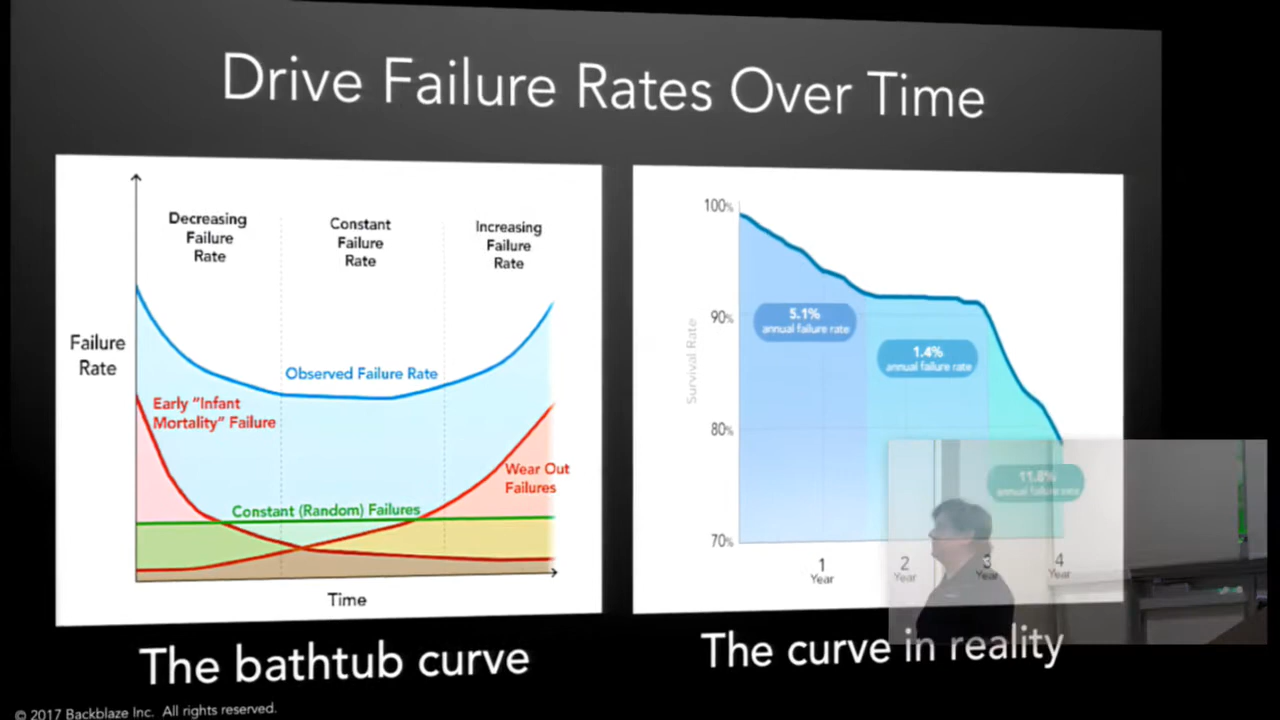 Drive Failure Rates Over Time
Decreasing
Failure
Rate
Constant
Failure
Rate
Increasing
Failure
Rate
Failure
Rate
Observed Failure Rate
Early "Infant
Mortality" Failure
Wear Out
Failures
Constant (Random) Failures
Time
The bathtub curve
100%
90%
80%
70%
Survival Rate
5.1%
annual failure rate
1.4%
annual failure rate
11.8%
annual failure rate
1
Year
2
Year
3
Year
4
Year
The curve in reality
© 2017 Backblaze Inc. All rights reserved.